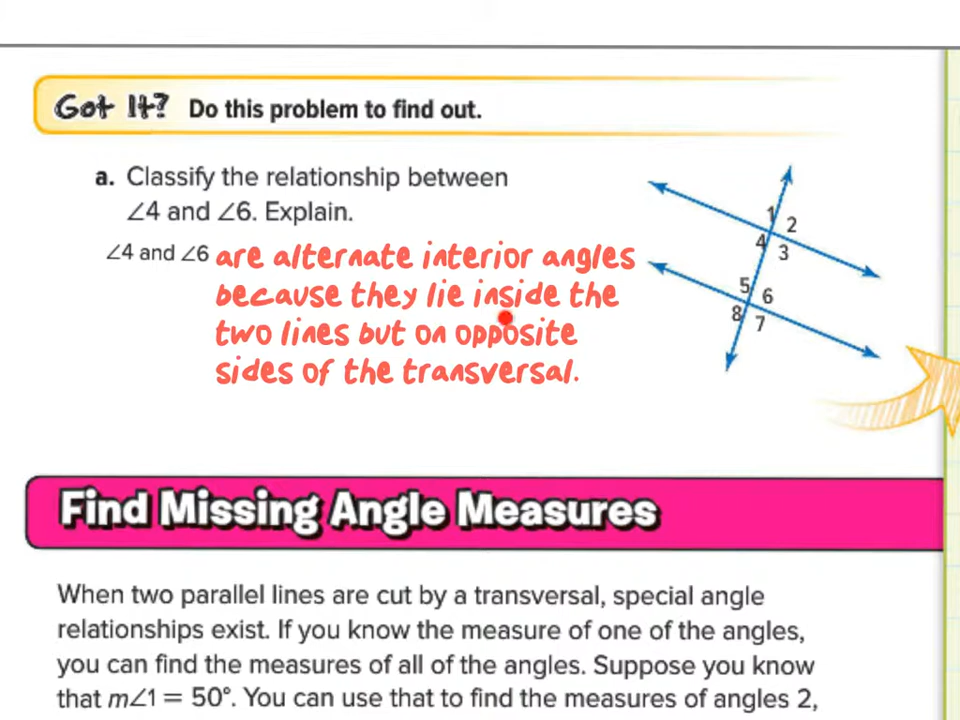 Got It? Do this problem to find out.
a. Classify the relationship between
∠4 and ∠6. Explain.
∠4 and ∠6 are alternate interior angles
because they lie inside the
two lines but on opposite
sides of the transversal.
1
2
4
3
5
6
8
7
Find Missing Angle Measures
When two parallel lines are cut by a transversal, special angle
relationships exist. If you know the measure of one of the angles,
you can find the measures of all of the angles. Suppose you know
that m∠1 = 50°. You can use that to find the measures of angles 2,